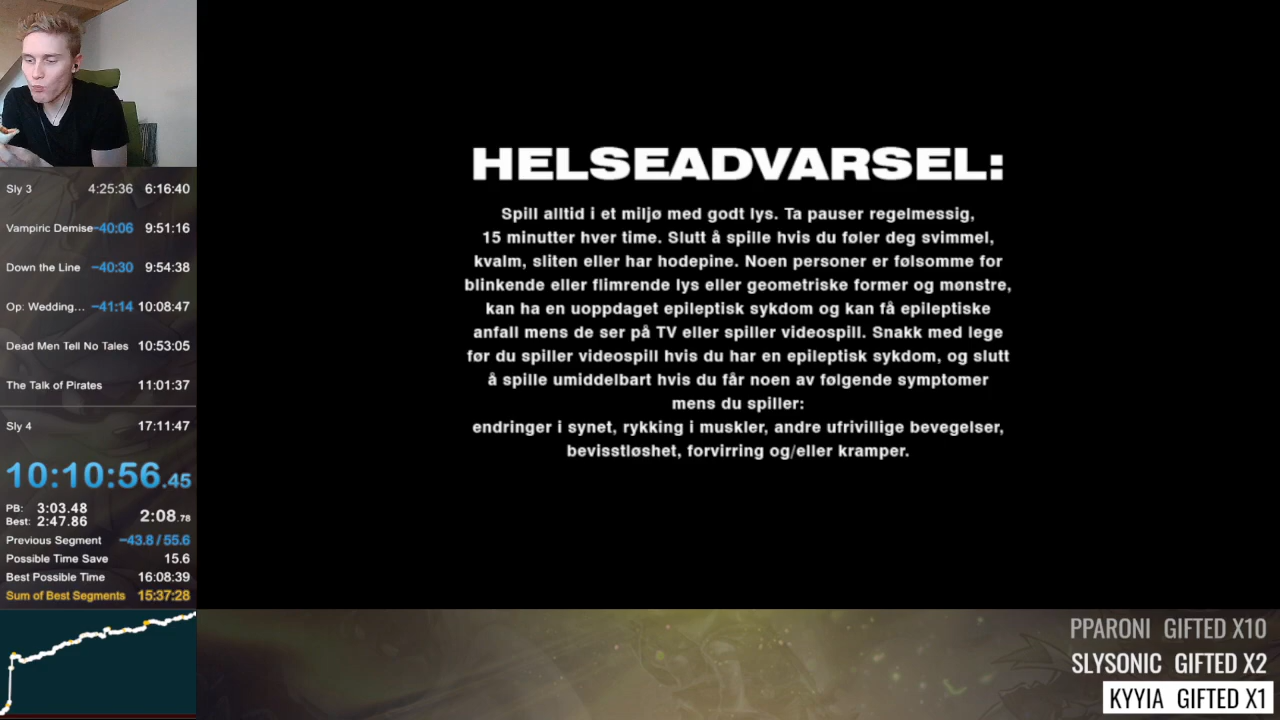 Sly 3 4:25:36 6:16:40
Vampiric Demise -40:06 9:51:16
Down the Line -40:30 9:54:38
Op: Wedding... -41:14 10:08:47
Dead Men Tell No Tales 10:53:05
The Talk of Pirates 11:01:37
Sly 4 17:11:47
10:10:56.45
PB: 3:03.48
Best: 2:47.86
2:08.78
Previous Segment -43.8 / 55.6
Possible Time Save 15.6
Best Possible Time 16:08:39
Sum of Best Segments 15:37:28
HELSEADVARSEL:
Spill alltid i et miljø med godt lys. Ta pauser regelmessig,
15 minutter hver time. Slutt å spille hvis du føler deg svimmel,
kvalm, sliten eller har hodepine. Noen personer er følsomme for
blinkende eller flimrende lys eller geometriske former og mønstre,
kan ha en uoppdaget epileptisk sykdom og kan få epileptiske
anfall mens de ser på TV eller spiller videospill. Snakk med lege
før du spiller videospill hvis du har en epileptisk sykdom, og slutt
å spille umiddelbart hvis du får noen av følgende symptomer
mens du spiller:
endringer i synet, rykking i muskler, andre ufrivillige bevegelser,
bevisstløshet, forvirring og/eller kramper.
PPARONI GIFTED X10
SLYSONIC GIFTED X2
KYYIA GIFTED X1